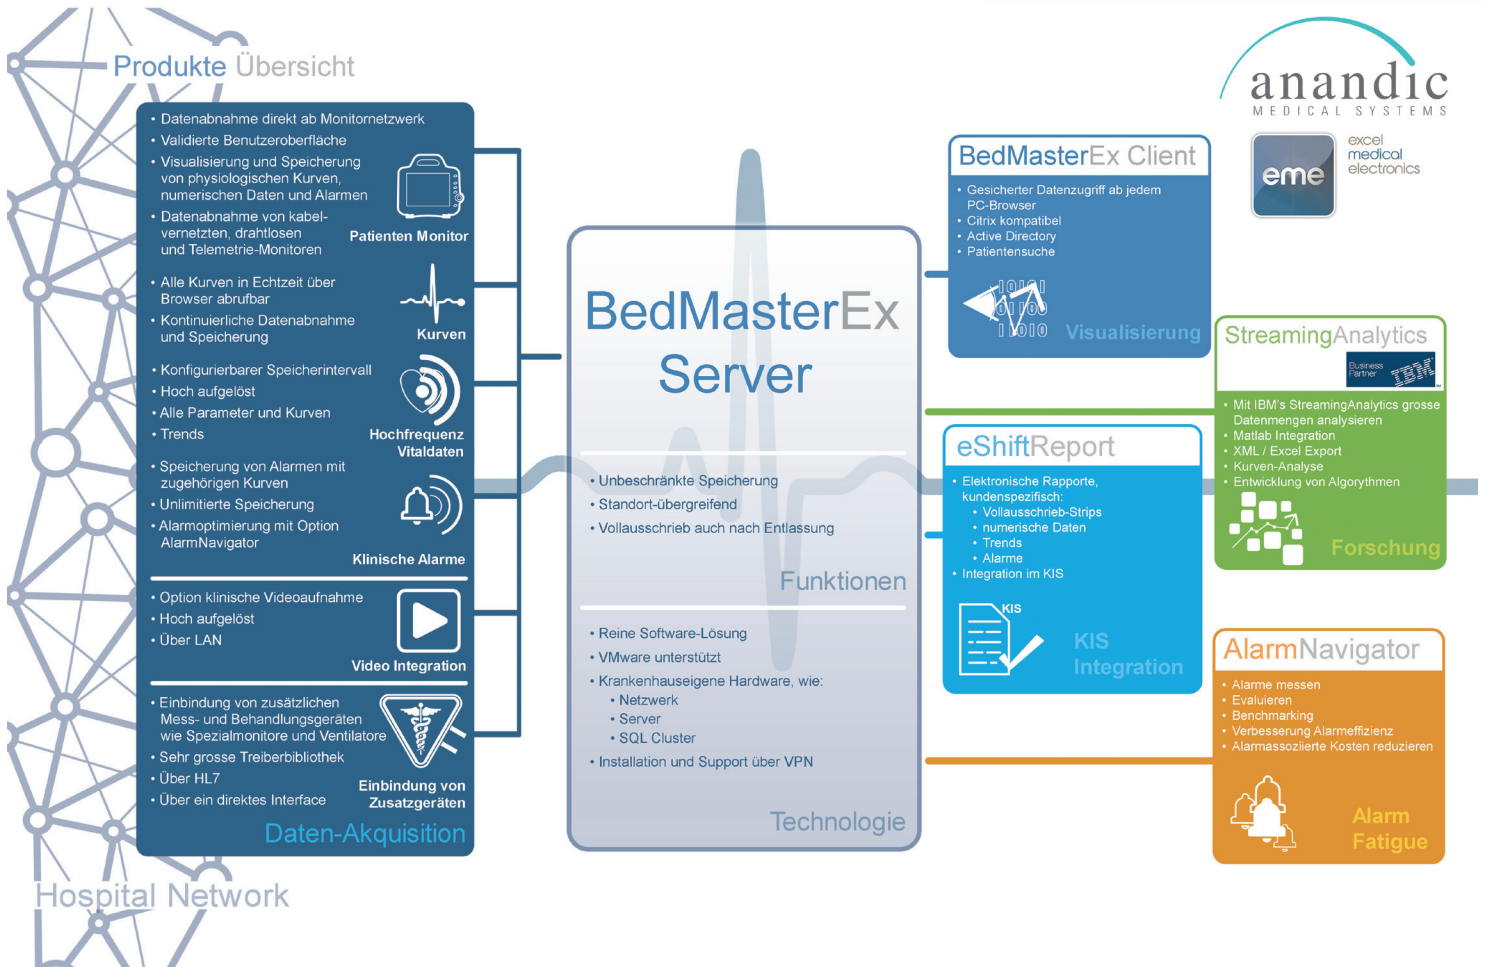 Produkte Übersicht
• Datenabnahme direkt ab Monitornetzwerk
• Validierte Benutzeroberfläche
• Visualisierung und Speicherung
von physiologischen Kurven,
numerischen Daten und Alarmen
• Datenabnahme von kabel-
vernetzten, drahtlosen
und Telemetrie-Monitoren
Patienten Monitor
• Alle Kurven in Echtzeit über
Browser abrufbar
• Kontinuierliche Datenabnahme
und Speicherung
Kurven
• Konfigurierbarer Speicherintervall
• Hoch aufgelöst
• Alle Parameter und Kurven
• Trends
Hochfrequenz
Vitaldaten
• Speicherung von Alarmen mit
zugehörigen Kurven
• Unlimitierte Speicherung
• Alarmoptimierung mit Option
AlarmNavigator
Klinische Alarme
• Option klinische Videoaufnahme
• Hoch aufgelöst
• Über LAN
Video Integration
• Einbindung von zusätzlichen
Mess- und Behandlungsgeräten
wie Spezialmonitore und Ventilatore
• Sehr grosse Treiberbibliothek
• Über HL7
• Über ein direktes Interface
Einbindung von
Zusatzgeräten
Daten-Akquisition
Hospital Network
BedMasterEx
Server
• Unbeschränkte Speicherung
• Standort-übergreifend
• Vollausschrieb auch nach Entlassung
Funktionen
• Reine Software-Lösung
• VMware unterstützt
• Krankenhauseigene Hardware, wie:
• Netzwerk
• Server
• SQL Cluster
• Installation und Support über VPN
Technologie
BedMasterEx Client
• Gesicherter Datenzugriff ab jedem
PC-Browser
• Citrix kompatibel
• Active Directory
• Patientensuche
10101
01100
11010
Visualisierung
eShiftReport
• Elektronische Rapporte,
kundenspezifisch:
• Vollausschrieb-Strips
• numerische Daten
• Trends
• Alarme
• Integration im KIS
KIS
KIS
Integration
anandic
MEDICAL SYSTEMS
eme
excel
medical
electronics
StreamingAnalytics
Business
Partner
IBM
• Mit IBM's StreamingAnalytics grosse
Datenmengen analysieren
• Matlab Integration
• XML / Excel Export
• Kurven-Analyse
• Entwicklung von Algorythmen
Forschung
AlarmNavigator
• Alarme messen
• Evaluieren
• Benchmarking
• Verbesserung Alarmeffizienz
• Alarmassoziierte Kosten reduzieren
Alarm
Fatigue